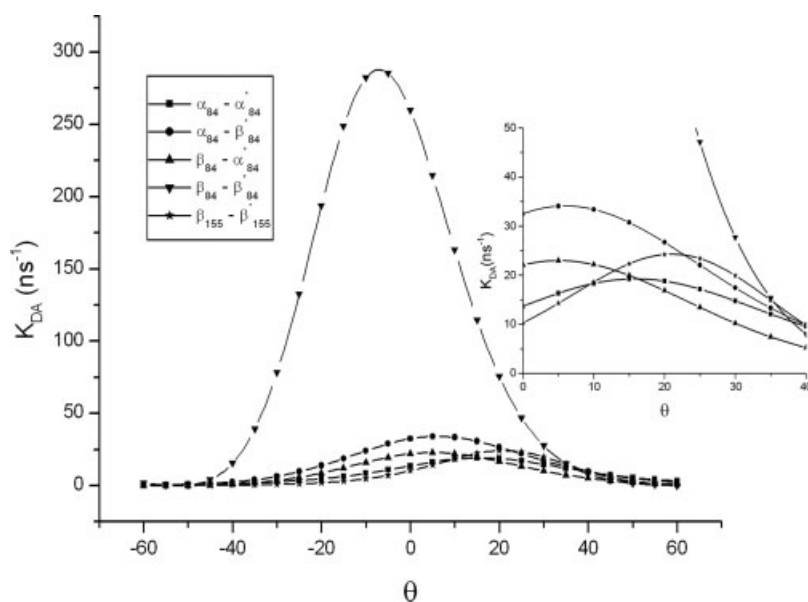 300
250
200
150
100
50
0
K_DA (ns⁻¹)
-60 -40 -20 0 20 40 60
θ
α₈₄ - α*₈₄
α₈₄ - β*₈₄
β₈₄ - α*₈₄
β₈₄ - β*₈₄
β₁₅₅ - β*₁₅₅
50
40
30
20
10
0
K_DA (ns⁻¹)
0 10 20 30 40
θ